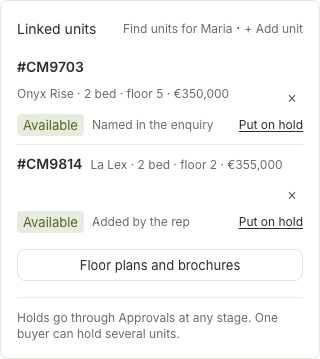 Linked units Find units for Maria · + Add unit
#CM9703
Onyx Rise · 2 bed · floor 5 · €350,000
×
Available Named in the enquiry Put on hold
#CM9814 La Lex · 2 bed · floor 2 · €355,000
×
Available Added by the rep Put on hold
Floor plans and brochures
Holds go through Approvals at any stage. One
buyer can hold several units.